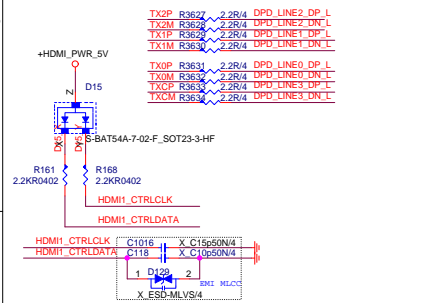 TX2P R3627 2.2R/4 DPD_LINE2_DP_L
TX2M R3628 2.2R/4 DPD_LINE2_DN_L
TX1P R3629 2.2R/4 DPD_LINE1_DP_L
TX1M R3630 2.2R/4 DPD_LINE1_DN_L
+HDMI_PWR_5V
TX0P R3631 2.2R/4 DPD_LINE0_DP_L
TX0M R3632 2.2R/4 DPD_LINE0_DN_L
TXCP R3633 2.2R/4 DPD_LINE3_DP_L
TXCM R3634 2.2R/4 DPD_LINE3_DN_L
D15
Z
S-BAT54A-7-02-F_SOT23-3-HF
X
Y
R161
2.2KR0402
R168
2.2KR0402
HDMI1_CTRLCLK
HDMI1_CTRLDATA
HDMI1_CTRLCLK C1016 X_C15p50N/4
HDMI1_CTRLDATA C118 X_C10p50N/4
D129
1 2
EMI MLCC
X_ESD-MLVS/4